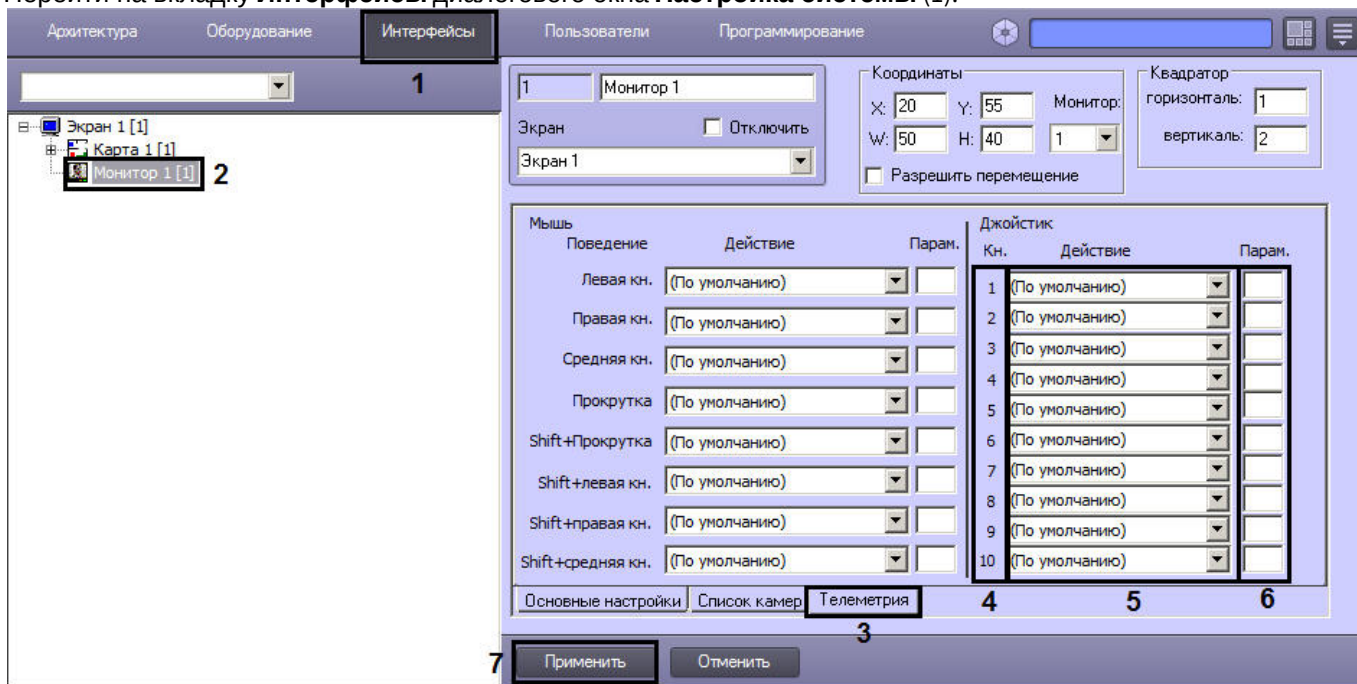 Перейти на вкладку Интерфейсы диалогового окна Настройка системы (1).
Архитектура Оборудование Интерфейсы Пользователи Программирование
1
Экран 1 [1]
Карта 1 [1]
Монитор 1 [1] 2
1 Монитор 1
Экран Отключить
Экран 1
Координаты
X: 20 Y: 55 Монитор:
W: 50 H: 40 1
Разрешить перемещение
Квадратор
горизонталь: 1
вертикаль: 2
Мышь
Поведение Действие Парам.
Левая кн. (По умолчанию)
Правая кн. (По умолчанию)
Средняя кн. (По умолчанию)
Прокрутка (По умолчанию)
Shift+Прокрутка (По умолчанию)
Shift+левая кн. (По умолчанию)
Shift+правая кн. (По умолчанию)
Shift+средняя кн. (По умолчанию)
Джойстик
Кн. Действие Парам.
1 (По умолчанию)
2 (По умолчанию)
3 (По умолчанию)
4 (По умолчанию)
5 (По умолчанию)
6 (По умолчанию)
7 (По умолчанию)
8 (По умолчанию)
9 (По умолчанию)
10 (По умолчанию)
Основные настройки Список камер Телеметрия 4 5 6
3
7 Применить Отменить